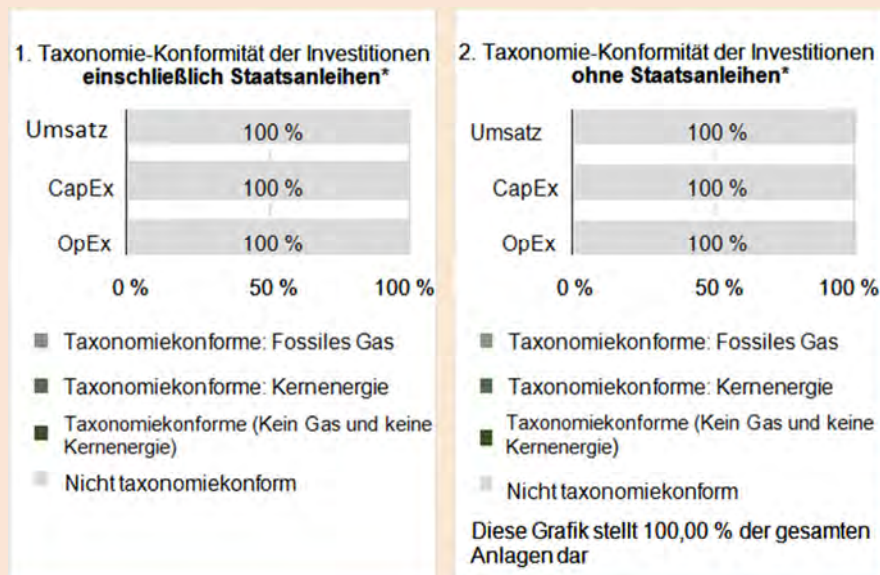 1. Taxonomie-Konformität der Investitionen
einschließlich Staatsanleihen*
Umsatz 100 %
CapEx 100 %
OpEx 100 %
0 % 50 % 100 %
Taxonomiekonforme: Fossiles Gas
Taxonomiekonforme: Kernenergie
Taxonomiekonforme (Kein Gas und keine
Kernenergie)
Nicht taxonomiekonform
2. Taxonomie-Konformität der Investitionen
ohne Staatsanleihen*
Umsatz 100 %
CapEx 100 %
OpEx 100 %
0 % 50 % 100 %
Taxonomiekonforme: Fossiles Gas
Taxonomiekonforme: Kernenergie
Taxonomiekonforme (Kein Gas und keine
Kernenergie)
Nicht taxonomiekonform
Diese Grafik stellt 100,00 % der gesamten
Anlagen dar